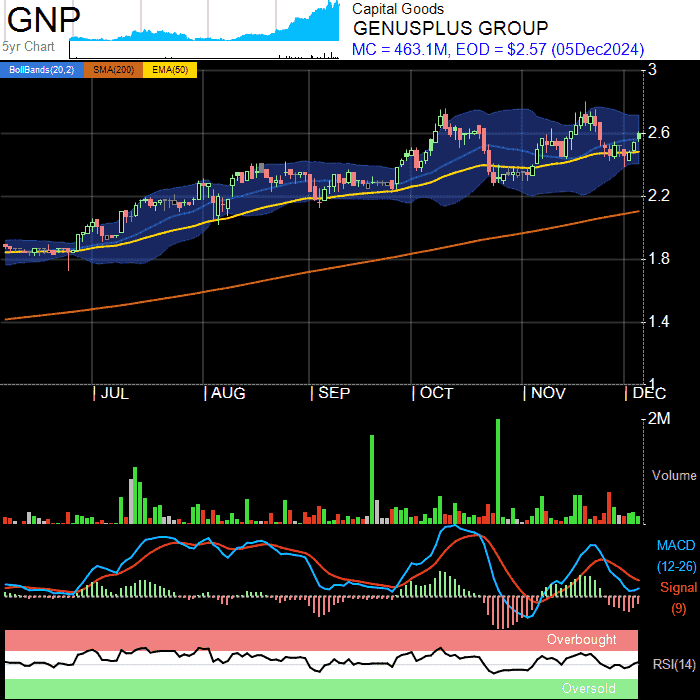 GNP
5yr Chart
Capital Goods
GENUSPLUS GROUP
MC = 463.1M, EOD = $2.57 (05Dec2024)
BollBands(20,2) SMA(200) EMA(50)
3
2.6
2.2
1.8
1.4
1
| JUL | AUG | SEP | OCT | NOV | DEC
2M
Volume
MACD
(12-26)
Signal
(9)
Overbought
RSI(14)
Oversold